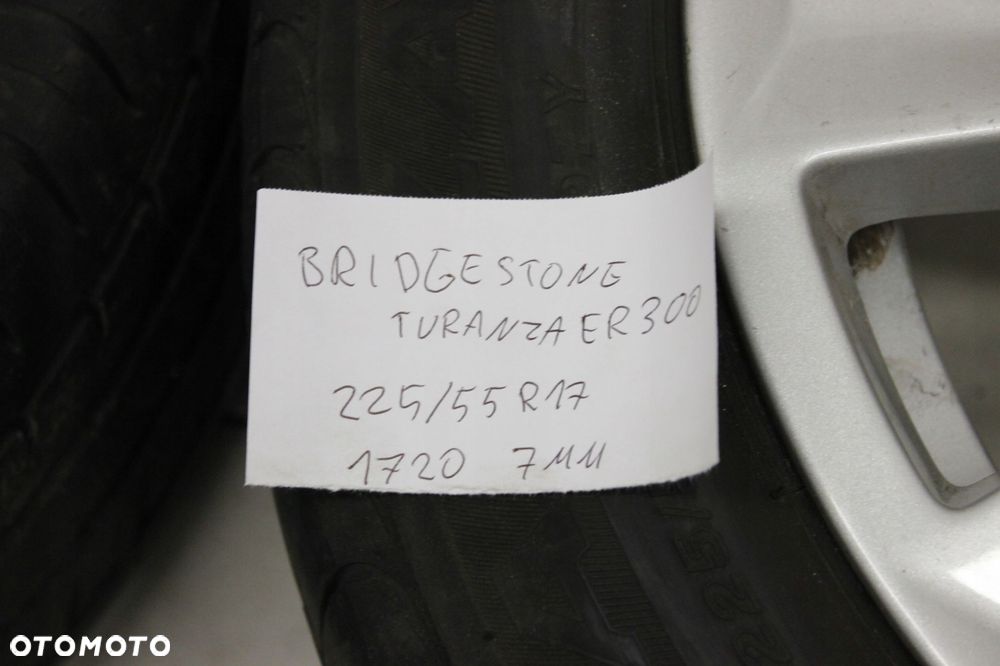 BRIDGESTONE
TURANZA ER300
225/55 R17
1720 7MM
OTOMOTO